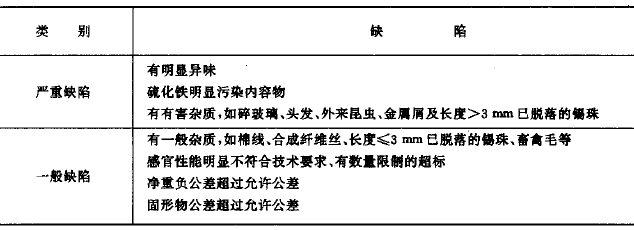 类 别 缺 陷
严重缺陷
有明显异味
硫化铁明显污染内容物
有有害杂质,如碎玻璃、头发、外来昆虫、金属屑及长度>3 mm已脱落的锡珠
一般缺陷
有一般杂质,如棉线、合成纤维丝、长度≤3 mm已脱落的锡珠、畜禽毛等
感官性能明显不符合技术要求、有数量限制的超标
净重负公差超过允许公差
固形物公差超过允许公差